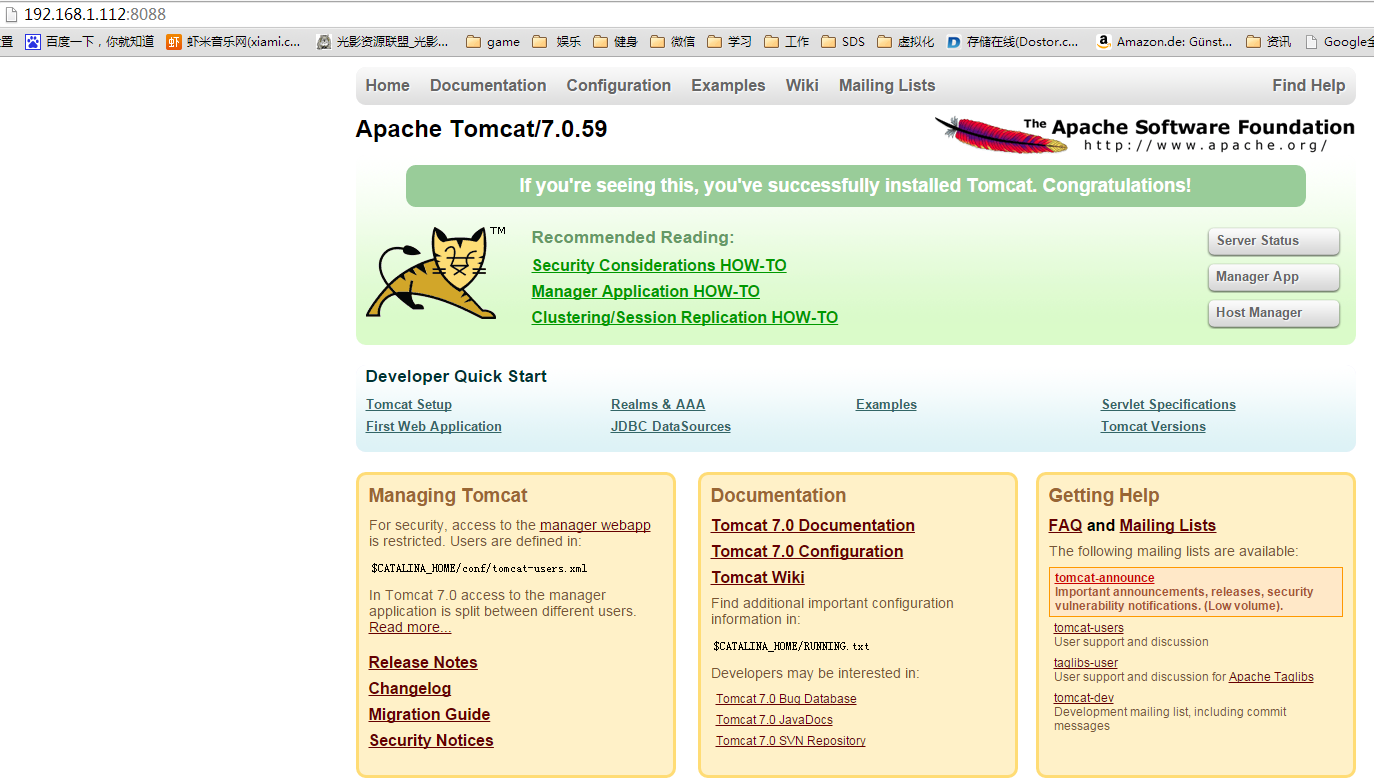 192.168.1.112:8088
置 百度一下，你就知道 虾 虾米音乐网(xiami.c... 光影资源联盟_光影... game 娱乐 健身 微信 学习 工作 SDS 虚拟化 D 存储在线(Dostor.c... a Amazon.de: Günst... 资讯 Google全
Home Documentation Configuration Examples Wiki Mailing Lists Find Help
Apache Tomcat/7.0.59
The Apache Software Foundation
http://www.apache.org/
If you're seeing this, you've successfully installed Tomcat. Congratulations!
TM
Recommended Reading:
Security Considerations HOW-TO
Manager Application HOW-TO
Clustering/Session Replication HOW-TO
Server Status
Manager App
Host Manager
Developer Quick Start
Tomcat Setup Realms & AAA Examples Servlet Specifications
First Web Application JDBC DataSources Tomcat Versions
Managing Tomcat
For security, access to the manager webapp
is restricted. Users are defined in:
$CATALINA_HOME/conf/tomcat-users.xml
In Tomcat 7.0 access to the manager
application is split between different users.
Read more...
Release Notes
Changelog
Migration Guide
Security Notices
Documentation
Tomcat 7.0 Documentation
Tomcat 7.0 Configuration
Tomcat Wiki
Find additional important configuration
information in:
$CATALINA_HOME/RUNNING.txt
Developers may be interested in:
Tomcat 7.0 Bug Database
Tomcat 7.0 JavaDocs
Tomcat 7.0 SVN Repository
Getting Help
FAQ and Mailing Lists
The following mailing lists are available:
tomcat-announce
Important announcements, releases, security
vulnerability notifications. (Low volume).
tomcat-users
User support and discussion
taglibs-user
User support and discussion for Apache Taglibs
tomcat-dev
Development mailing list, including commit
messages